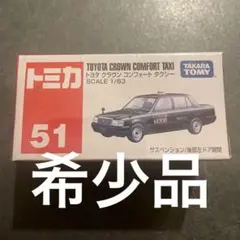 トミカ
TOYOTA CROWN COMFORT TAXI
トヨタ クラウン コンフォート タクシー
SCALE 1/63
TAKARA TOMY
51
サスペンション/後部左ドア開閉
希少品